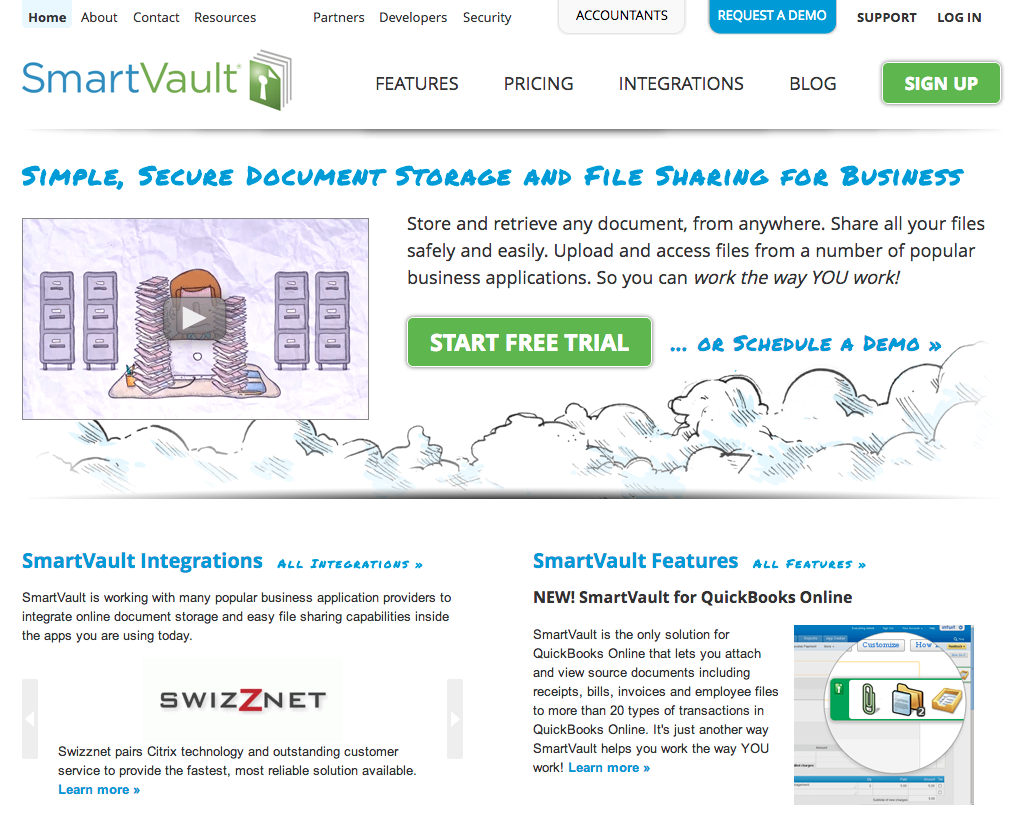 Home About Contact Resources Partners Developers Security ACCOUNTANTS REQUEST A DEMO SUPPORT LOG IN
SmartVault®
FEATURES PRICING INTEGRATIONS BLOG SIGN UP
Simple, Secure Document Storage and File Sharing for Business
Store and retrieve any document, from anywhere. Share all your files
safely and easily. Upload and access files from a number of popular
business applications. So you can work the way YOU work!
START FREE TRIAL ... or Schedule a Demo »
SmartVault Integrations All Integrations »
SmartVault is working with many popular business application providers to
integrate online document storage and easy file sharing capabilities inside
the apps you are using today.
SWIZZNET
Swizznet pairs Citrix technology and outstanding customer
service to provide the fastest, most reliable solution available.
Learn more »
SmartVault Features All Features »
NEW! SmartVault for QuickBooks Online
SmartVault is the only solution for
QuickBooks Online that lets you attach
and view source documents including
receipts, bills, invoices and employee files
to more than 20 types of transactions in
QuickBooks Online. It's just another way
SmartVault helps you work the way YOU
work! Learn more »
intuit
Customize How
2